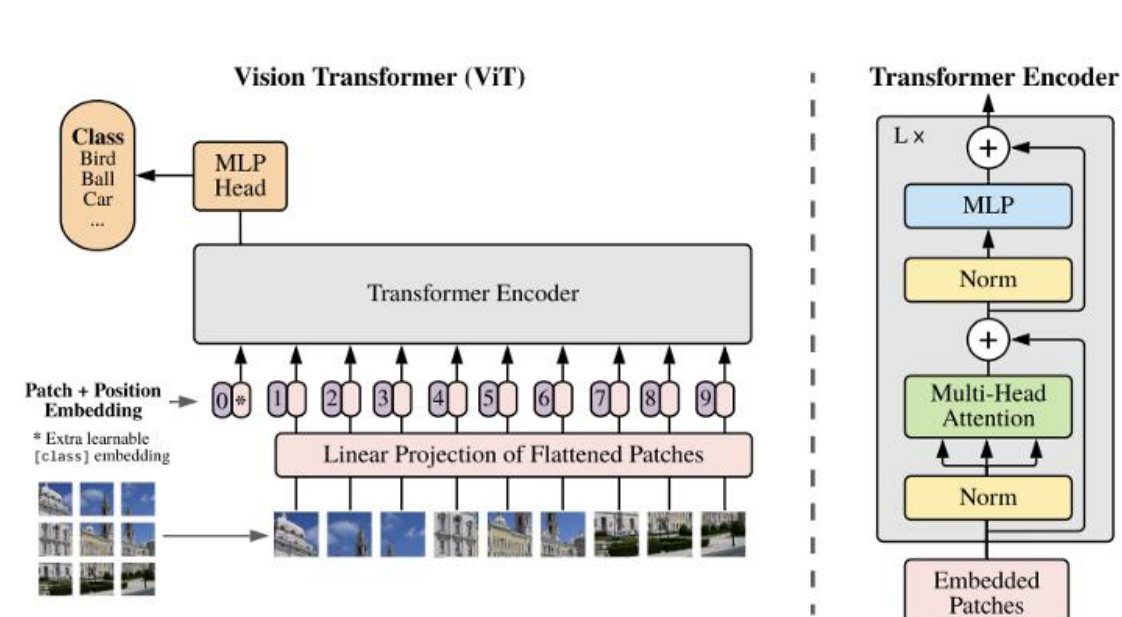 Vision Transformer (ViT)
Class
Bird
Ball
Car
...
MLP
Head
Transformer Encoder
Patch + Position
Embedding
0 * 1 2 3 4 5 6 7 8 9
* Extra learnable
[class] embedding
Linear Projection of Flattened Patches
Transformer Encoder
L x
+
MLP
Norm
+
Multi-Head
Attention
Norm
Embedded
Patches